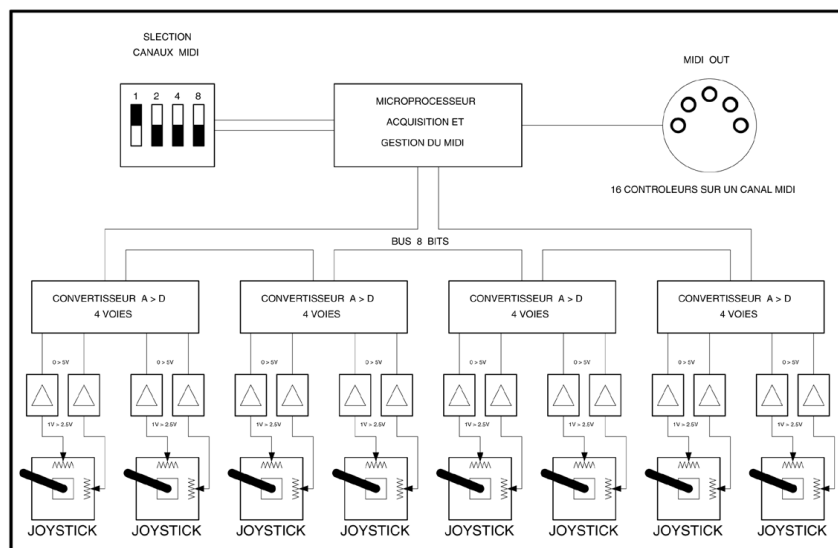 SLECTION
CANAUX MIDI
1 2 4 8
MICROPROCESSEUR
ACQUISITION ET
GESTION DU MIDI
MIDI OUT
16 CONTROLEURS SUR UN CANAL MIDI
BUS 8 BITS
CONVERTISSEUR A > D
4 VOIES
CONVERTISSEUR A > D
4 VOIES
CONVERTISSEUR A > D
4 VOIES
CONVERTISSEUR A > D
4 VOIES
0 > 5V 0 > 5V 0 > 5V 0 > 5V 0 > 5V 0 > 5V 0 > 5V 0 > 5V
1V > 2.5V 1V > 2.5V 1V > 2.5V 1V > 2.5V 1V > 2.5V 1V > 2.5V 1V > 2.5V 1V > 2.5V
JOYSTICK JOYSTICK JOYSTICK JOYSTICK JOYSTICK JOYSTICK JOYSTICK JOYSTICK